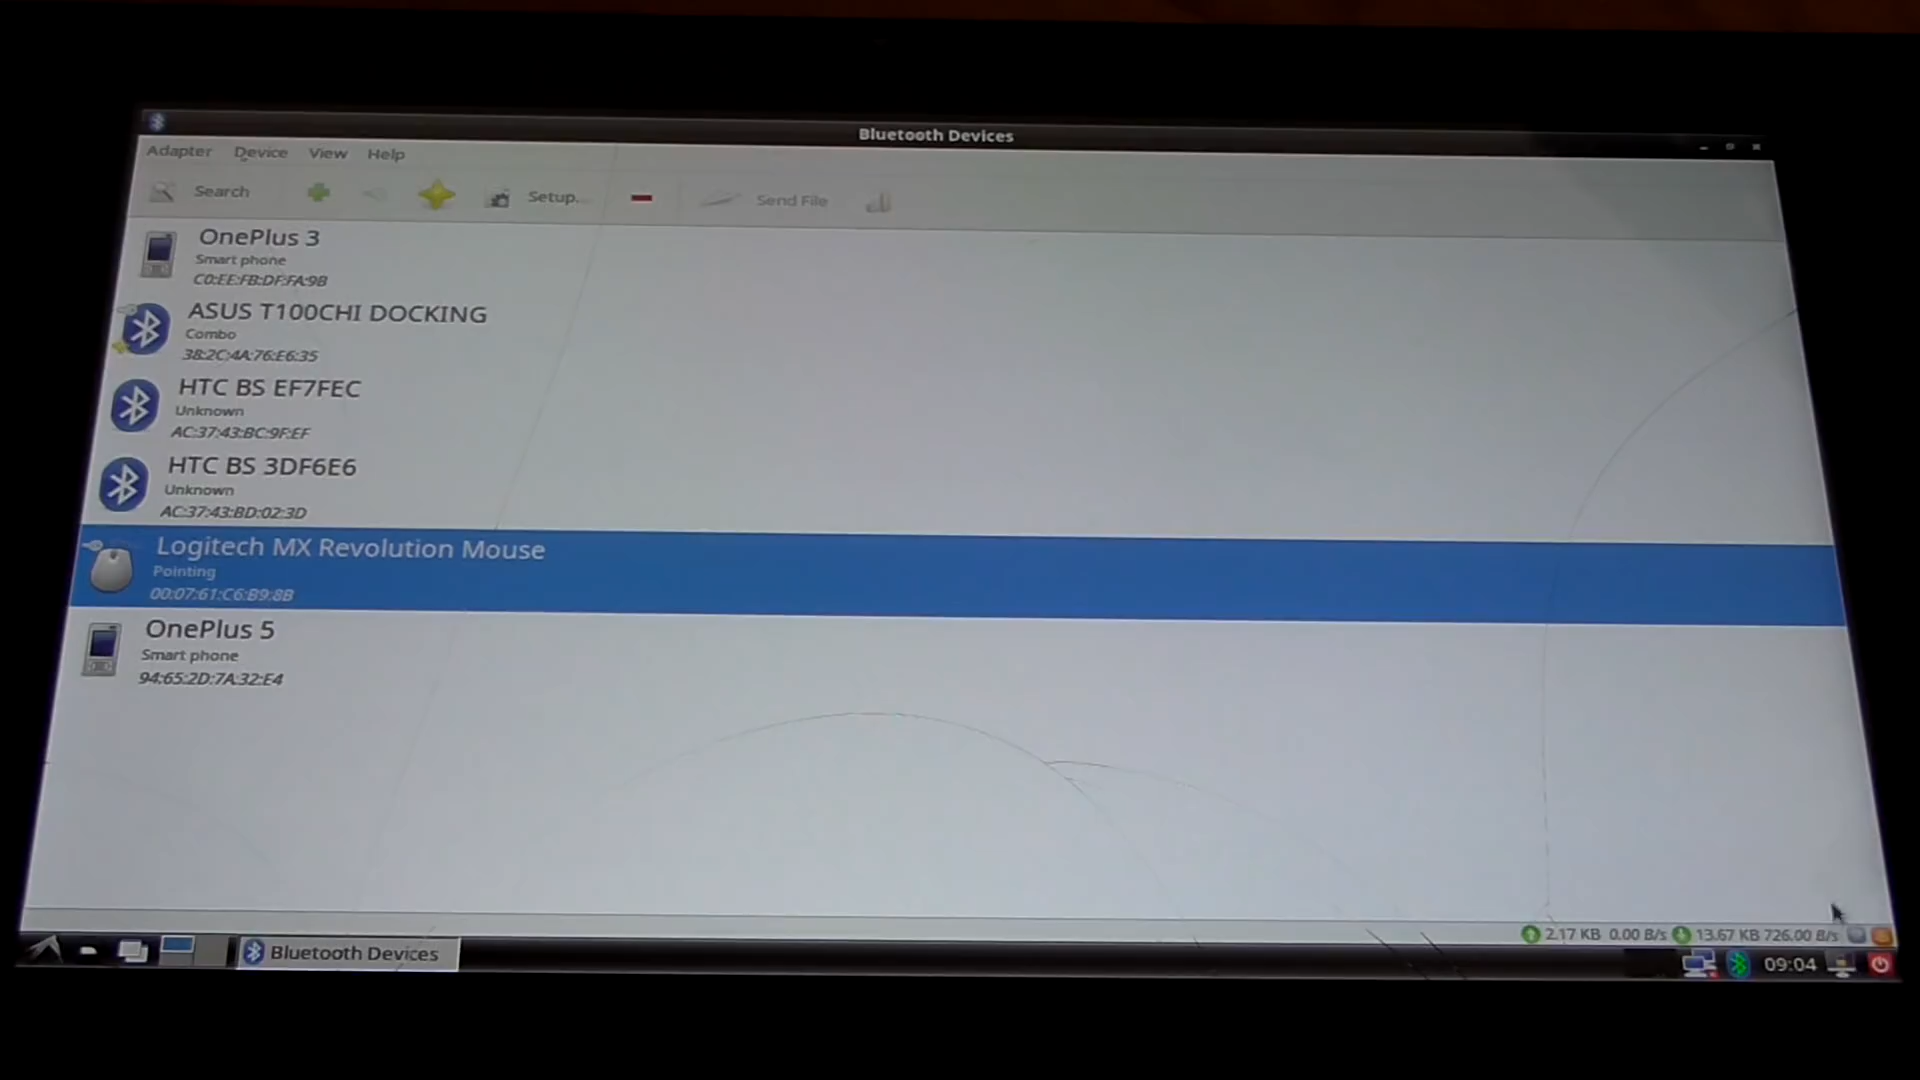 Bluetooth Devices
Adapter Device View Help
Search Setup... Send File
OnePlus 3
Smart phone
C0:EE:FB:DF:FA:9B
ASUS T100CHI DOCKING
Combo
38:2C:4A:76:E6:35
HTC BS EF7FEC
Unknown
AC:37:43:BC:9F:EF
HTC BS 3DF6E6
Unknown
AC:37:43:BD:02:3D
Logitech MX Revolution Mouse
Pointing
00:07:61:C6:B9:8B
OnePlus 5
Smart phone
94:65:2D:7A:32:E4
2.17 KB 0.00 B/s 13.67 KB 726.00 B/s
Bluetooth Devices 09:04